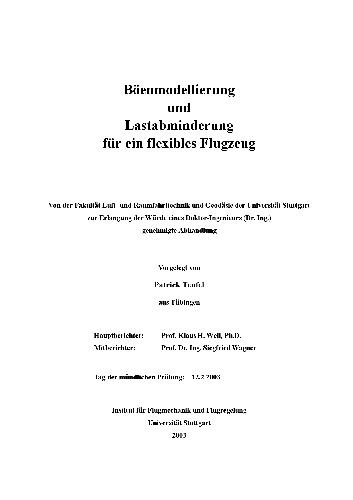 Böenmodellierung
und
Lastabminderung
für ein flexibles Flugzeug
Von der Fakultät Luft- und Raumfahrttechnik und Geodäsie der Universität Stuttgart
zur Erlangung der Würde eines Doktor-Ingenieurs (Dr. Ing.)
genehmigte Abhandlung
Vorgelegt von
Patrick Teufel
aus Tübingen
Hauptberichter: Prof. Klaus H. Well, Ph.D.
Mitberichter: Prof. Dr. Ing. Siegfried Wagner
Tag der mündlichen Prüfung: 12.2.2003
Institut für Flugmechanik und Flugregelung
Universität Stuttgart
2003